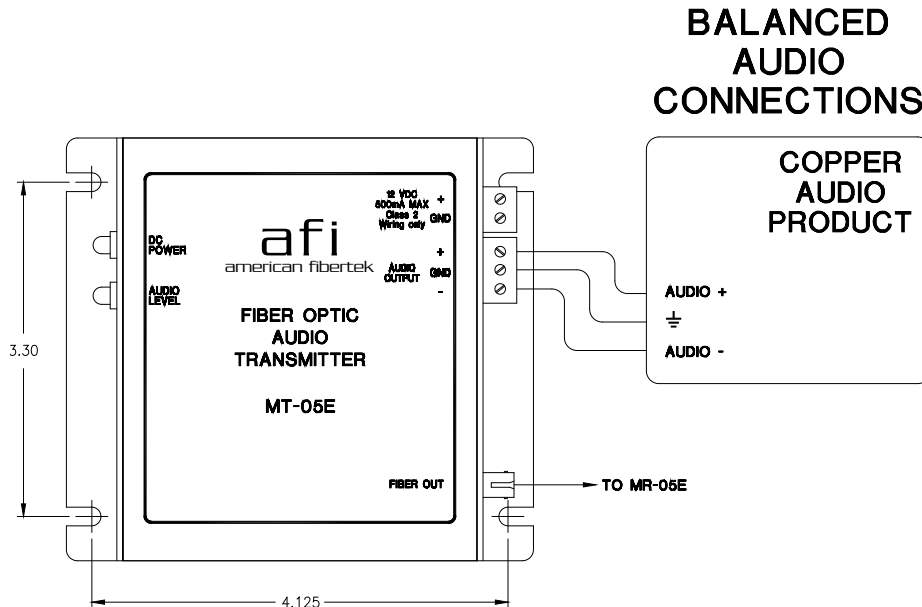 BALANCED
AUDIO
CONNECTIONS
COPPER
AUDIO
PRODUCT
AUDIO +
AUDIO -
12 VDC
500mA MAX
Class 2
Wiring only
+
GND
DC
POWER
AUDIO
LEVEL
afi
american fibertek
AUDIO
OUTPUT
+
GND
-
FIBER OPTIC
AUDIO
TRANSMITTER
MT-05E
FIBER OUT
TO MR-05E
3.30
4.125